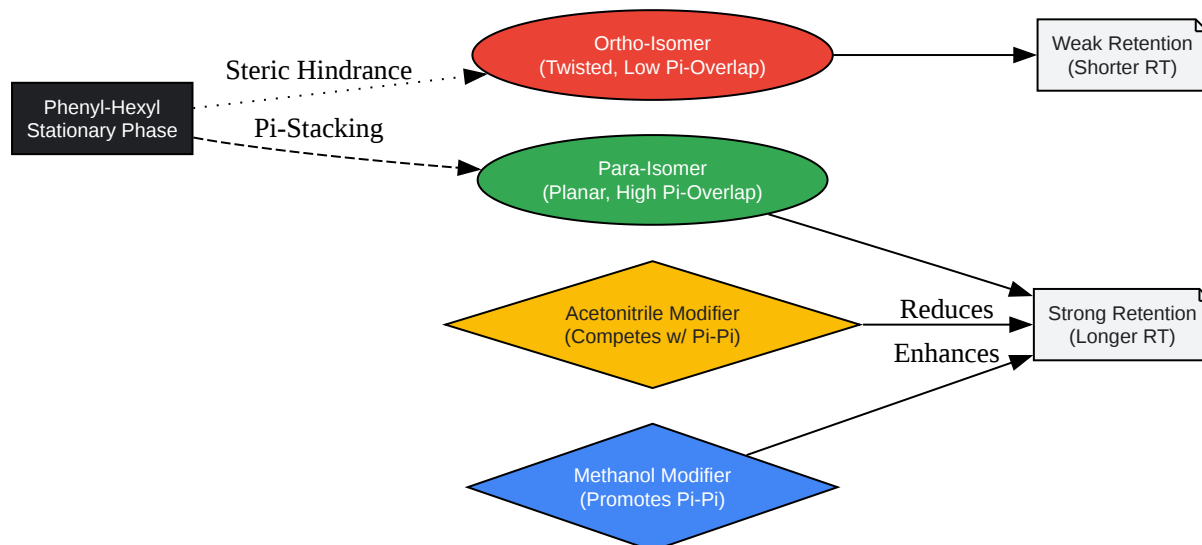 Phenyl-Hexyl
Stationary Phase
Steric Hindrance
Pi-Stacking
Ortho-Isomer
(Twisted, Low Pi-Overlap)
Weak Retention
(Shorter RT)
Para-Isomer
(Planar, High Pi-Overlap)
Acetonitrile Modifier
(Competes w/ Pi-Pi)
Reduces
Enhances
Strong Retention
(Longer RT)
Methanol Modifier
(Promotes Pi-Pi)